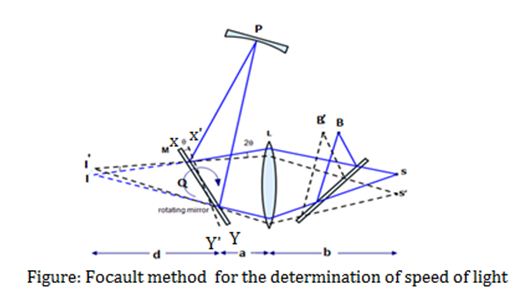 P
X X'
M θ
L
2θ
B' B
I'
I
Q
S
S'
rotating mirror
Y' Y
d a b
Figure: Focault method for the determination of speed of light